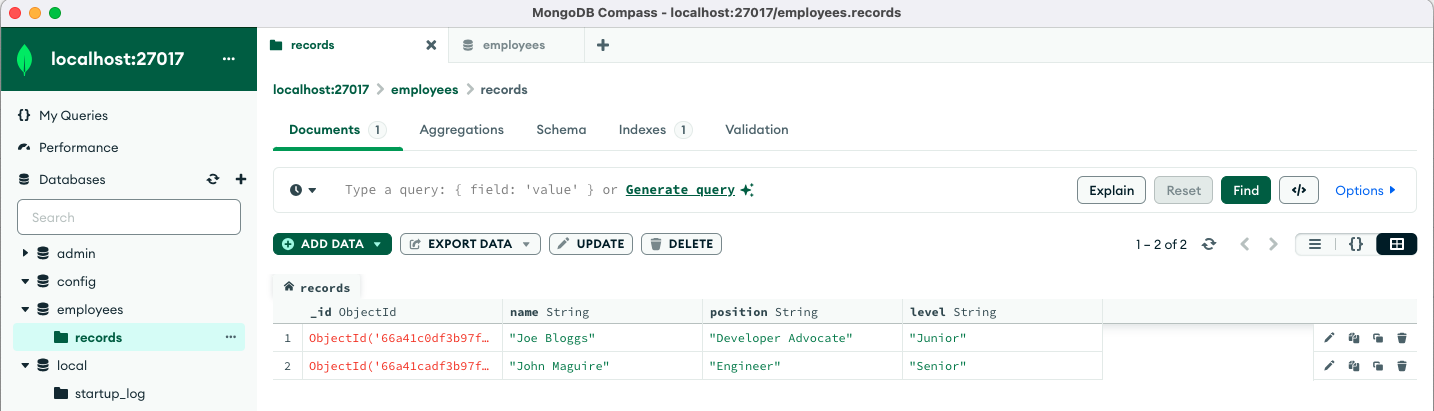 MongoDB Compass - localhost:27017/employees.records
localhost:27017 ...
{} My Queries
Performance
Databases
Search
admin
config
employees
records ...
local
startup_log
records
employees
localhost:27017 > employees > records
Documents 1 Aggregations Schema Indexes 1 Validation
Type a query: { field: 'value' } or Generate query
Explain Reset Find </> Options
ADD DATA EXPORT DATA UPDATE DELETE 1 – 2 of 2 {}
records
_id ObjectId name String position String level String
1 ObjectId('66a41c0df3b97f… "Joe Bloggs" "Developer Advocate" "Junior"
2 ObjectId('66a41cadf3b97f… "John Maguire" "Engineer" "Senior"